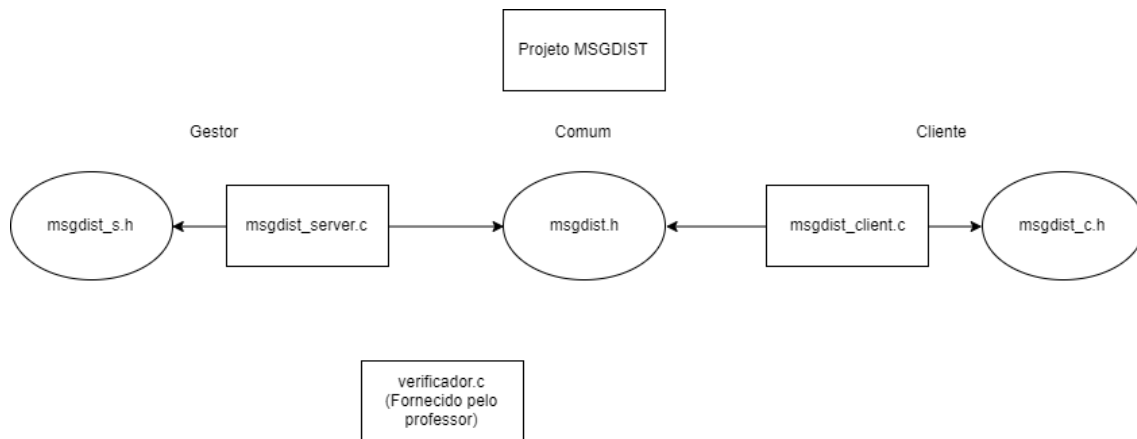 Projeto MSGDIST
Gestor
Comum
Cliente
msgdist_s.h
msgdist_server.c
msgdist.h
msgdist_client.c
msgdist_c.h
verificador.c
(Fornecido pelo
professor)